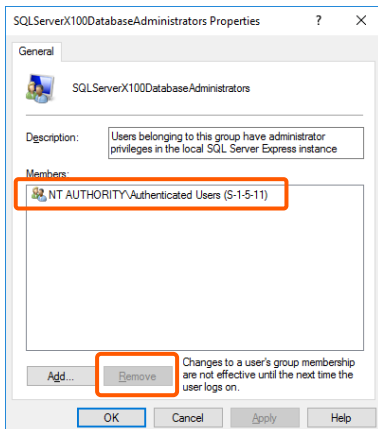 SQLServerX100DatabaseAdministrators Properties ? ×
General
SQLServerX100DatabaseAdministrators
Description:
Users belonging to this group have administrator
privileges in the local SQL Server Express instance
Members:
NT AUTHORITY\Authenticated Users (S-1-5-11)
Add...
Remove
Changes to a user's group membership
are not effective until the next time the
user logs on.
OK
Cancel
Apply
Help